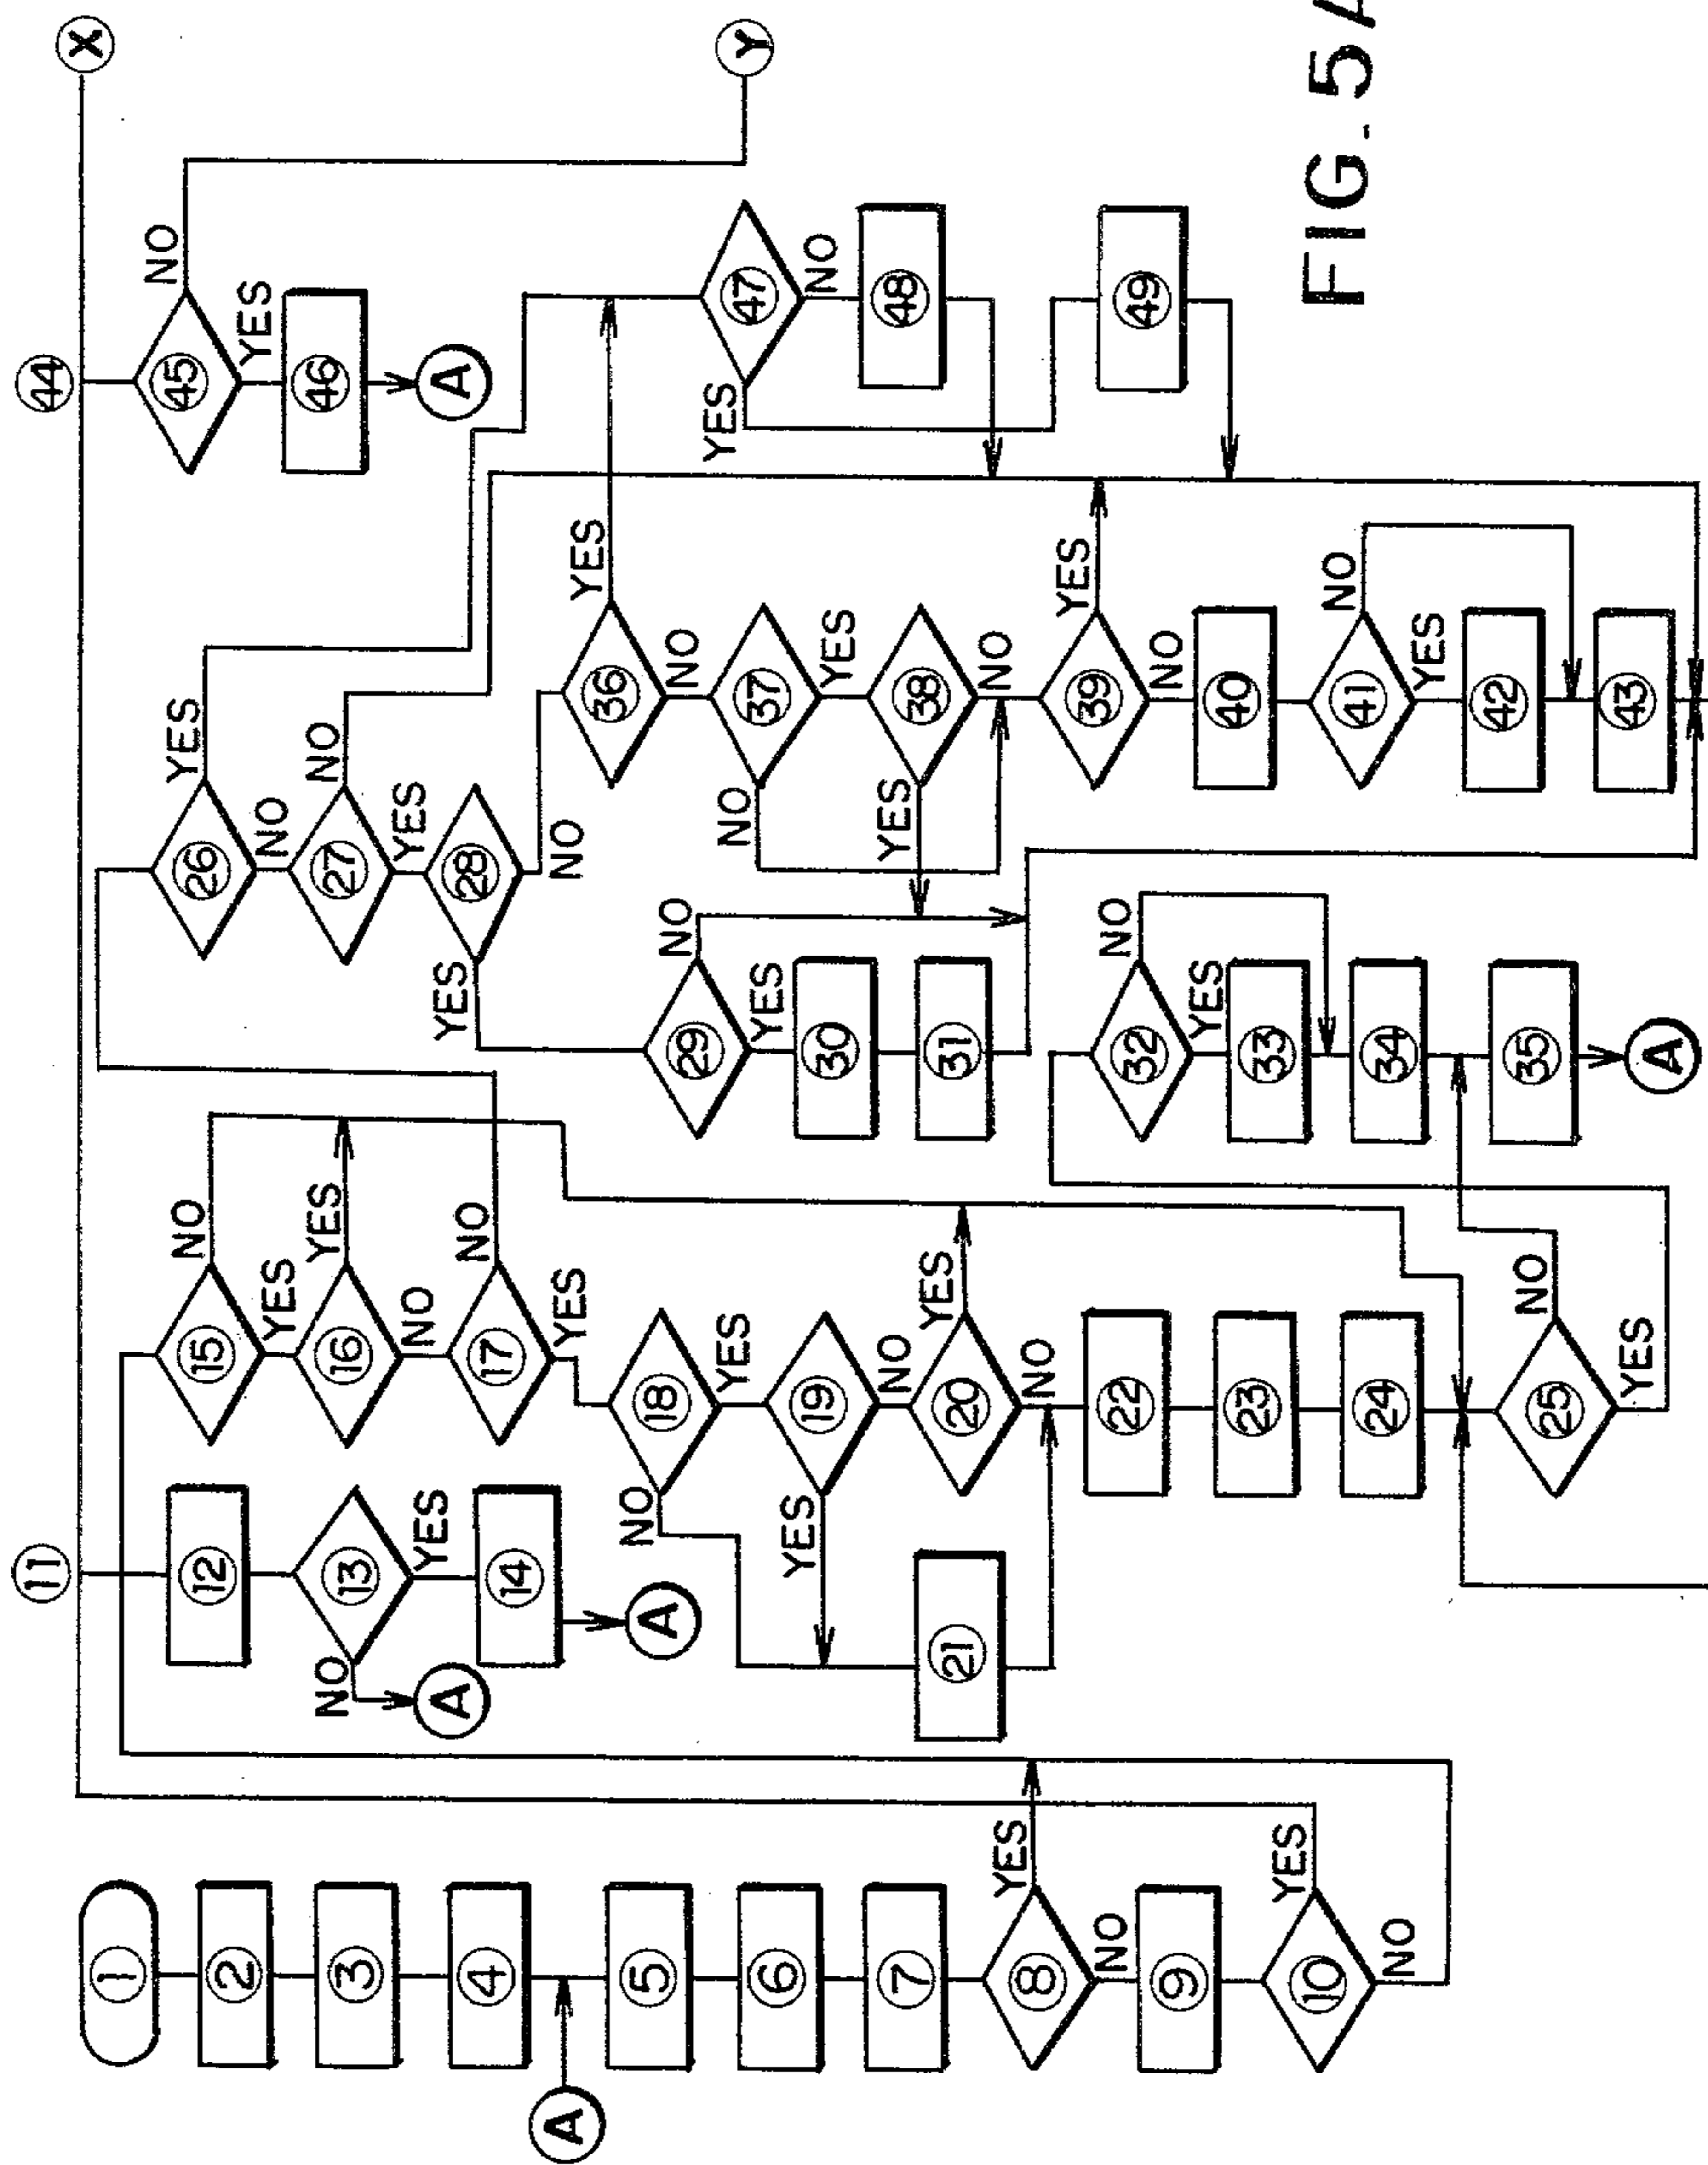 1
2
3
4
A
5
6
7
8
YES
NO
9
10
YES
NO
11
12
13
NO
YES
A
14
A
15
NO
YES
16
YES
NO
17
NO
YES
18
NO
YES
19
YES
NO
20
YES
NO
21
22
23
24
25
NO
YES
26
YES
NO
27
NO
YES
28
YES
NO
29
NO
YES
30
31
32
NO
YES
33
34
35
A
36
YES
NO
37
NO
YES
38
YES
NO
39
YES
NO
40
41
NO
YES
42
43
44
45
NO
YES
46
A
47
YES
NO
48
49
X
Y
FIG. 5A